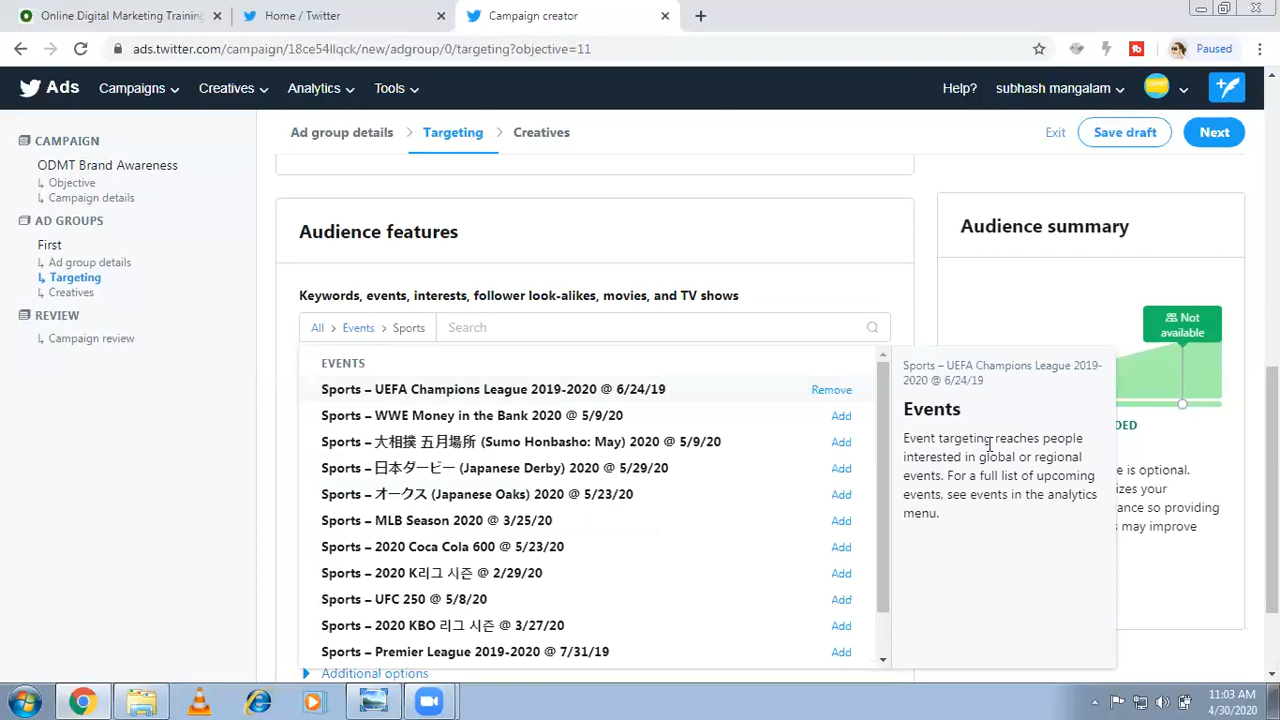 Online Digital Marketing Training
Home / Twitter
Campaign creator
ads.twitter.com/campaign/18ce54llqck/new/adgroup/0/targeting?objective=11
Paused
Ads
Campaigns
Creatives
Analytics
Tools
Help?
subhash mangalam
CAMPAIGN
ODMT Brand Awareness
Objective
Campaign details
AD GROUPS
First
Ad group details
Targeting
Creatives
REVIEW
Campaign review
Ad group details > Targeting > Creatives
Exit
Save draft
Next
Audience features
Keywords, events, interests, follower look-alikes, movies, and TV shows
All > Events > Sports
Search
EVENTS
Sports – UEFA Champions League 2019-2020 @ 6/24/19 Remove
Sports – WWE Money in the Bank 2020 @ 5/9/20 Add
Sports – 大相撲 五月場所 (Sumo Honbasho: May) 2020 @ 5/9/20 Add
Sports – 日本ダービー (Japanese Derby) 2020 @ 5/29/20 Add
Sports – オークス (Japanese Oaks) 2020 @ 5/23/20 Add
Sports – MLB Season 2020 @ 3/25/20 Add
Sports – 2020 Coca Cola 600 @ 5/23/20 Add
Sports – 2020 K리그 시즌 @ 2/29/20 Add
Sports – UFC 250 @ 5/8/20 Add
Sports – 2020 KBO 리그 시즌 @ 3/27/20 Add
Sports – Premier League 2019-2020 @ 7/31/19 Add
Additional options
Sports – UEFA Champions League 2019-
2020 @ 6/24/19
Events
Event targeting reaches people
interested in global or regional
events. For a full list of upcoming
events, see events in the analytics
menu.
Audience summary
Not
available
DED
e is optional.
izes your
ance so providing
s may improve
11:03 AM
4/30/2020